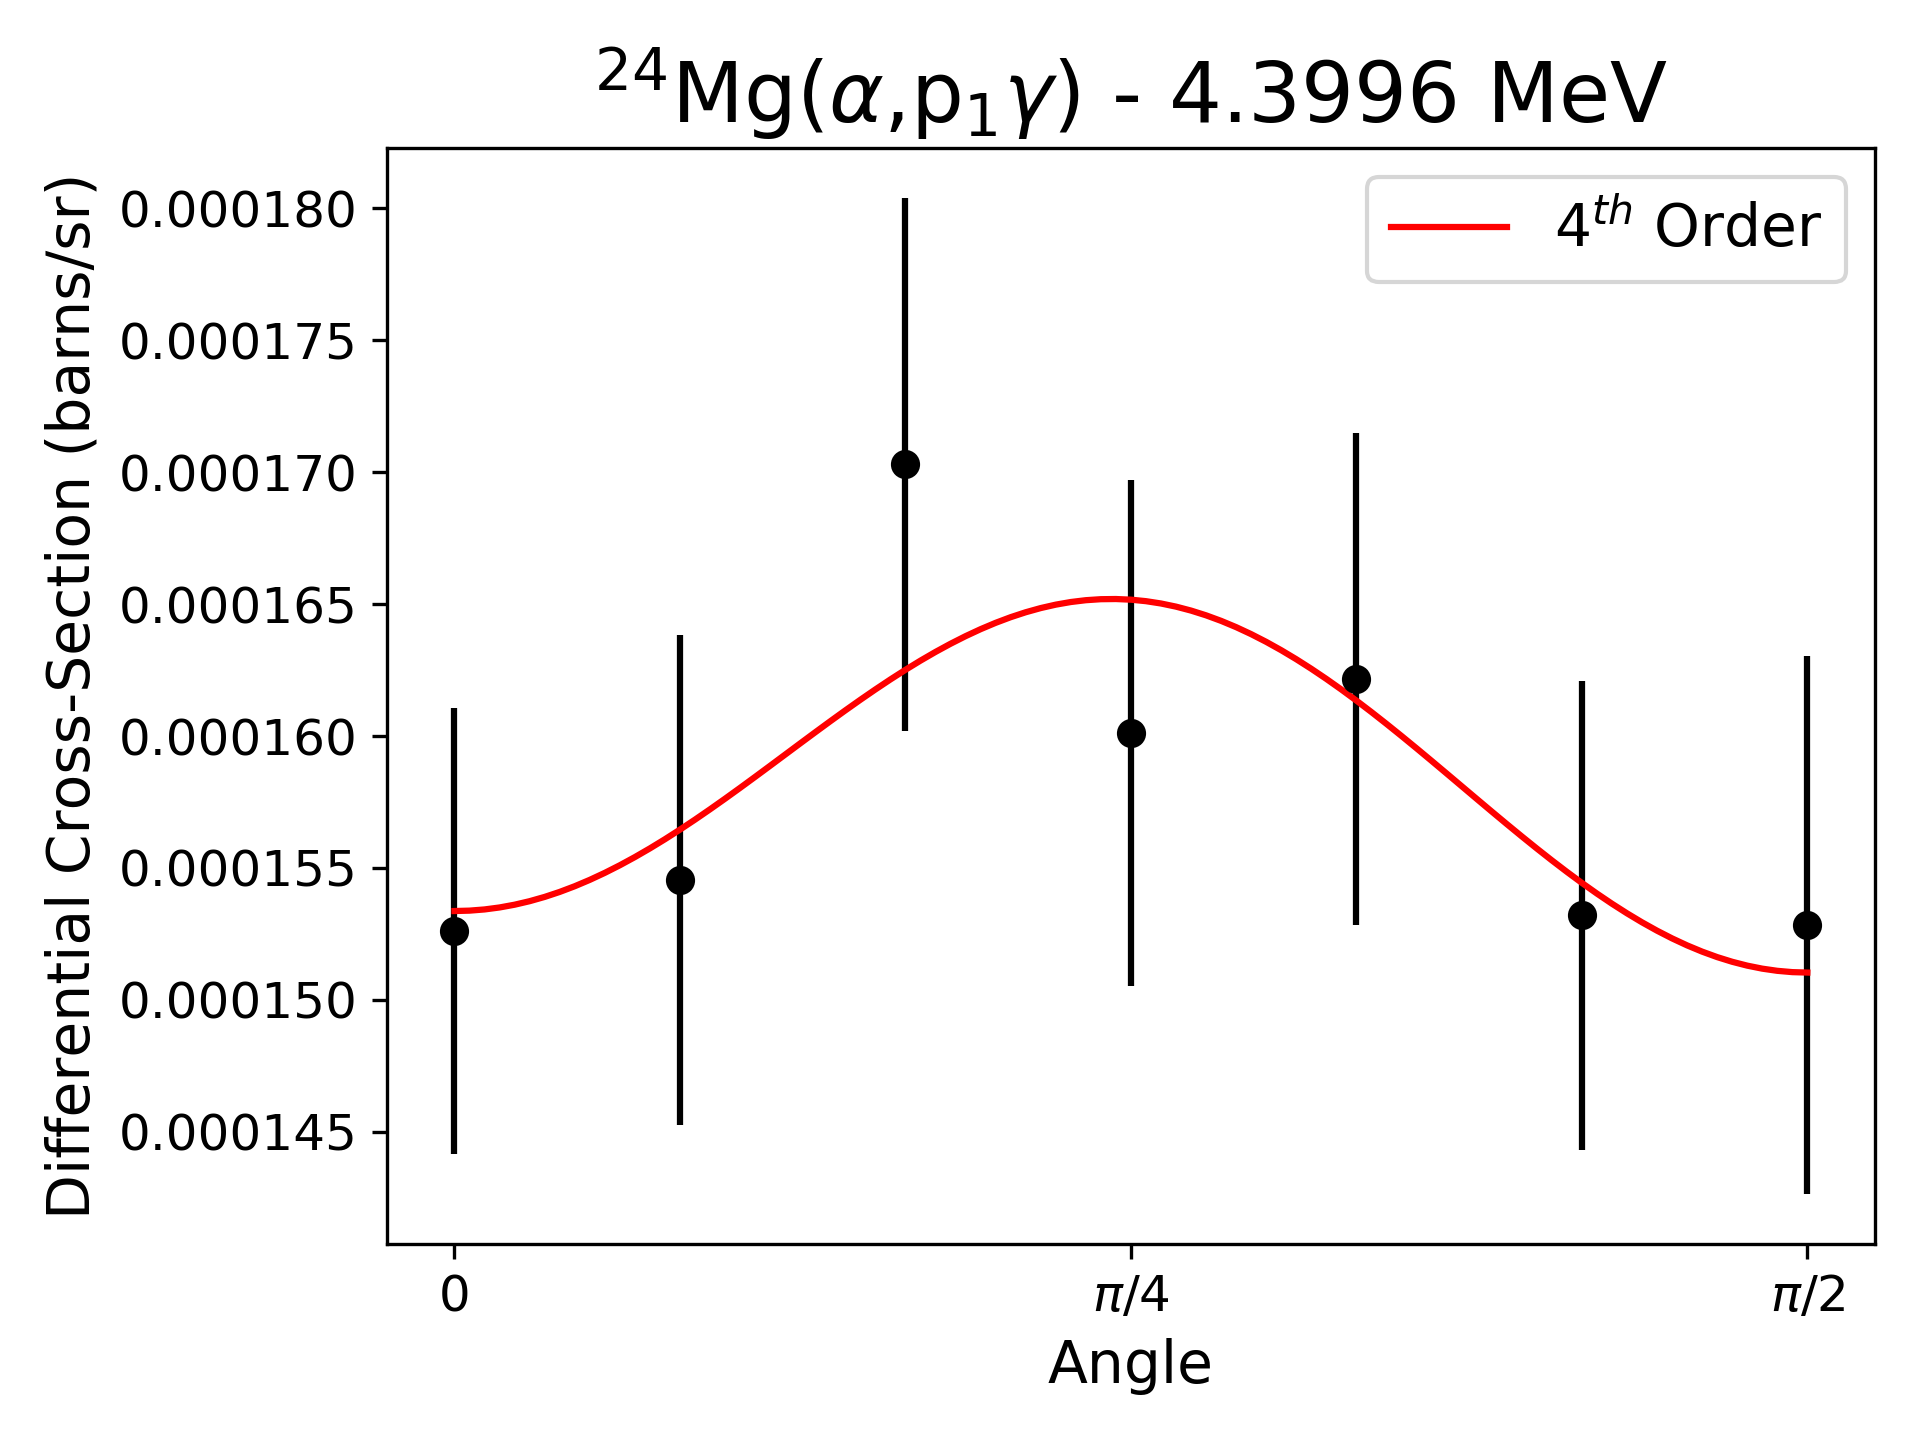 ²⁴Mg(α,p₁γ) - 4.3996 MeV
4ᵗʰ Order
Differential Cross-Section (barns/sr)
0.000180
0.000175
0.000170
0.000165
0.000160
0.000155
0.000150
0.000145
0 π/4 π/2
Angle